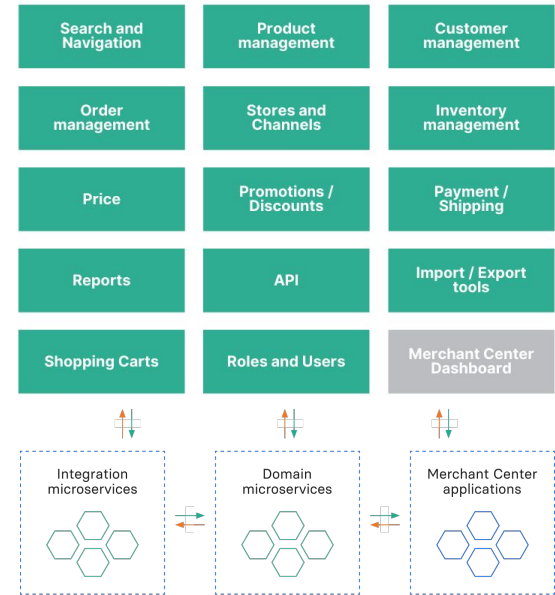 Search and
Navigation
Product
management
Customer
management
Order
management
Stores and
Channels
Inventory
management
Price
Promotions /
Discounts
Payment /
Shipping
Reports
API
Import / Export
tools
Shopping Carts
Roles and Users
Merchant Center
Dashboard
Integration
microservices
Domain
microservices
Merchant Center
applications